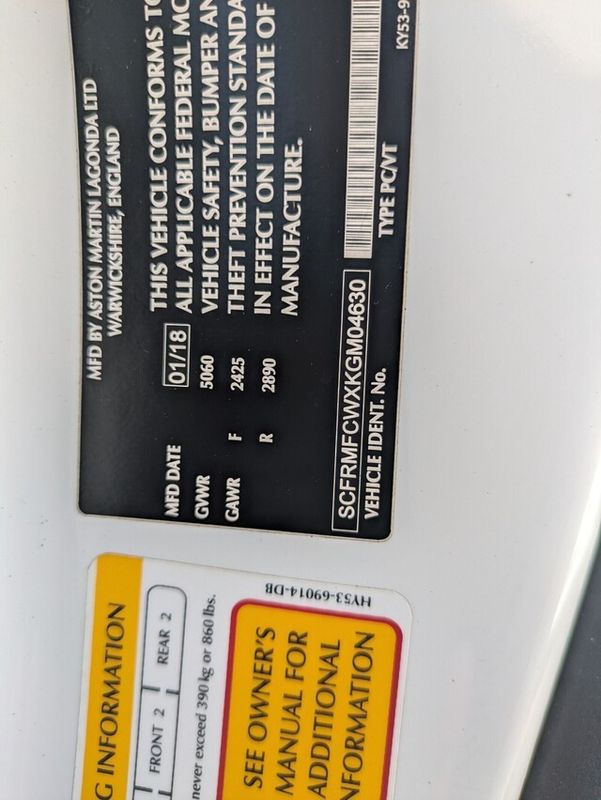 MFD BY ASTON MARTIN LAGONDA LTD
WARWICKSHIRE, ENGLAND
MFD DATE 01/18
GVWR 5060
GAWR F 2425
R 2890
THIS VEHICLE CONFORMS TO
ALL APPLICABLE FEDERAL MO
VEHICLE SAFETY, BUMPER AN
THEFT PREVENTION STANDA
IN EFFECT ON THE DATE OF
MANUFACTURE.
SCFRMFCWXKGM04630
VEHICLE IDENT. No.
TYPE PC/VT
KY53-9
G INFORMATION
FRONT 2 REAR 2
never exceed 390 kg or 860 lbs.
SEE OWNER'S
MANUAL FOR
ADDITIONAL
NFORMATION
HY53-69014-DB